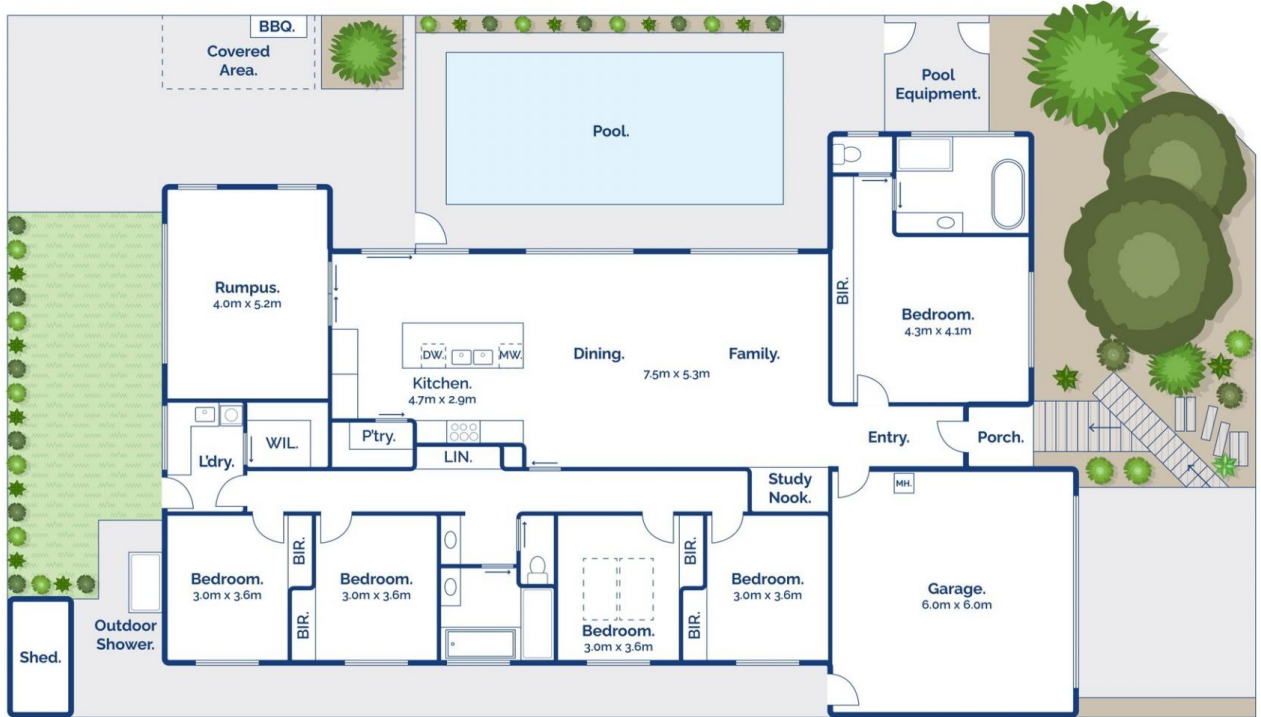 BBQ.
Covered
Area.
Pool
Equipment.
Pool.
Rumpus.
4.0m x 5.2m
BIR.
Bedroom.
4.3m x 4.1m
DW.
MW.
Dining.
Family.
7.5m x 5.3m
Kitchen.
4.7m x 2.9m
P'try.
WIL.
L'dry.
LIN.
Entry.
Porch.
Study
Nook.
MH.
Bedroom.
3.0m x 3.6m
BIR.
BIR.
Bedroom.
3.0m x 3.6m
Bedroom.
3.0m x 3.6m
BIR.
BIR.
Bedroom.
3.0m x 3.6m
Garage.
6.0m x 6.0m
Outdoor
Shower.
Shed.